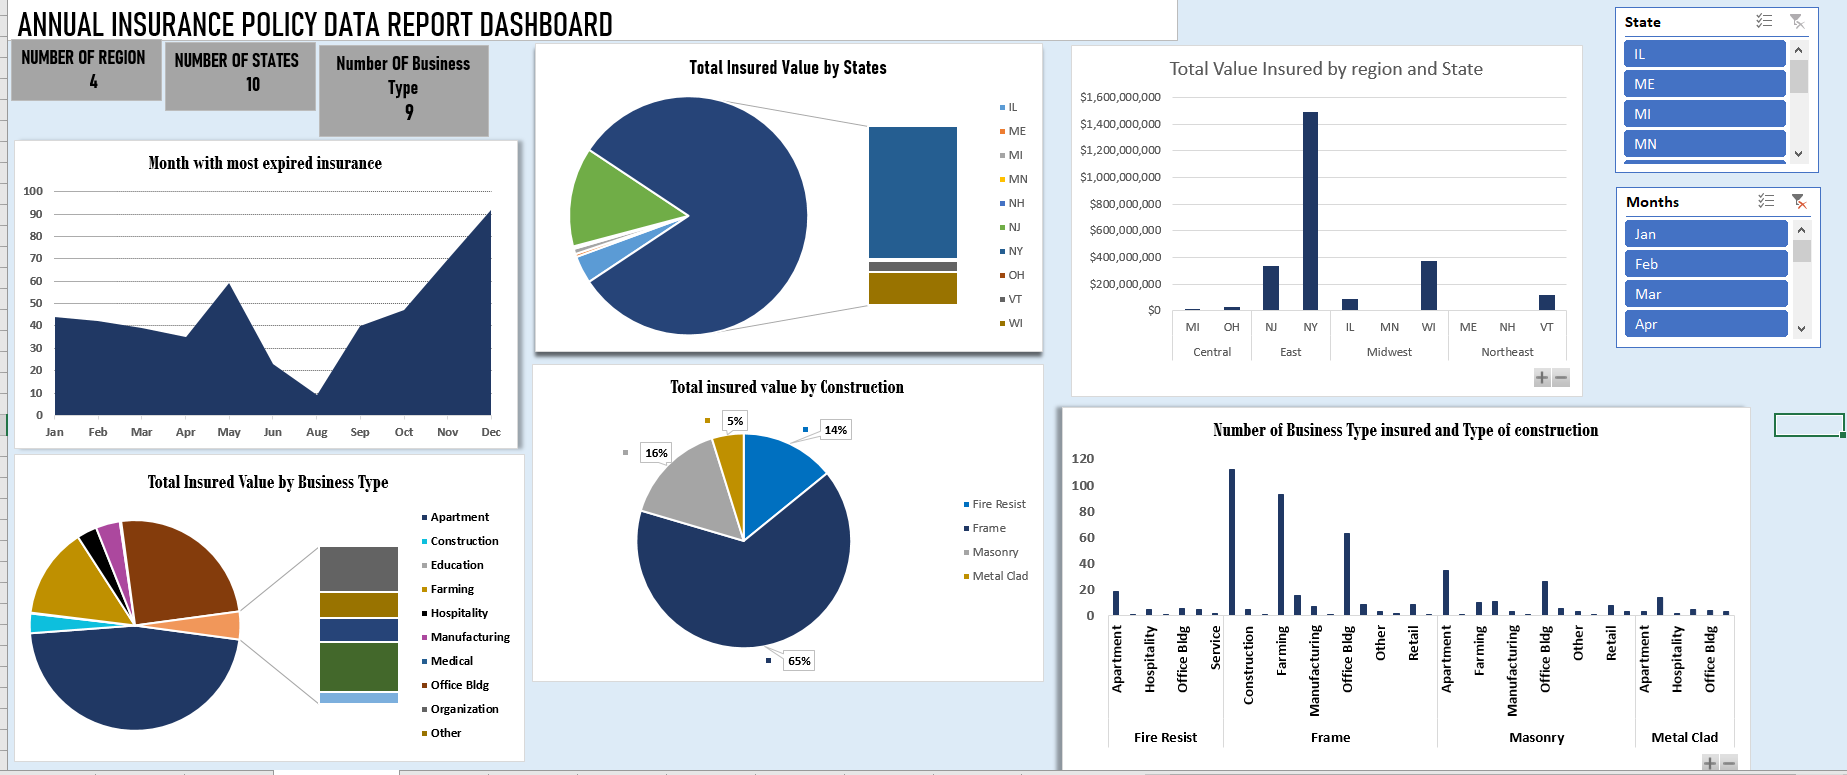 ANNUAL INSURANCE POLICY DATA REPORT DASHBOARD
NUMBER OF REGION
4
NUMBER OF STATES
10
Number OF Business
Type
9
Month with most expired insurance
100
90
80
70
60
50
40
30
20
10
0
Jan Feb Mar Apr May Jun Aug Sep Oct Nov Dec
Total Insured Value by Business Type
Apartment
Construction
Education
Farming
Hospitality
Manufacturing
Medical
Office Bldg
Organization
Other
Total Insured Value by States
IL
ME
MI
MN
NH
NJ
NY
OH
VT
WI
Total insured value by Construction
5%
14%
16%
65%
Fire Resist
Frame
Masonry
Metal Clad
Total Value Insured by region and State
$1,600,000,000
$1,400,000,000
$1,200,000,000
$1,000,000,000
$800,000,000
$600,000,000
$400,000,000
$200,000,000
$0
MI OH NJ NY IL MN WI ME NH VT
Central East Midwest Northeast
Number of Business Type insured and Type of construction
120
100
80
60
40
20
0
Apartment
Hospitality
Office Bldg
Service
Construction
Farming
Manufacturing
Office Bldg
Other
Retail
Apartment
Farming
Manufacturing
Office Bldg
Other
Retail
Apartment
Hospitality
Office Bldg
Fire Resist Frame Masonry Metal Clad
State
IL
ME
MI
MN
Months
Jan
Feb
Mar
Apr